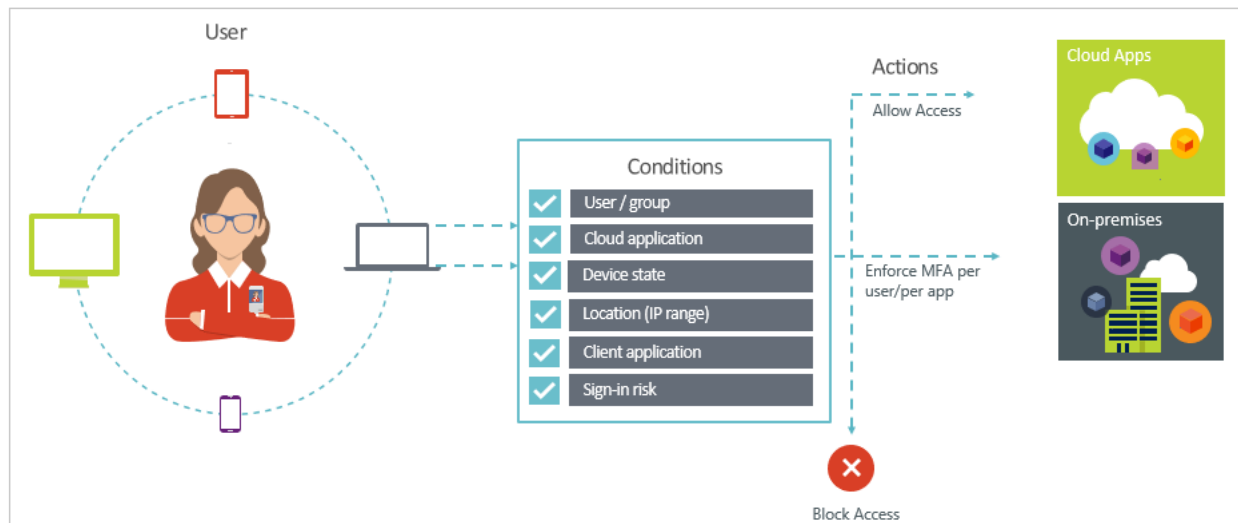 User
Conditions
User / group
Cloud application
Device state
Location (IP range)
Client application
Sign-in risk
Actions
Allow Access
Enforce MFA per
user/per app
Block Access
Cloud Apps
On-premises